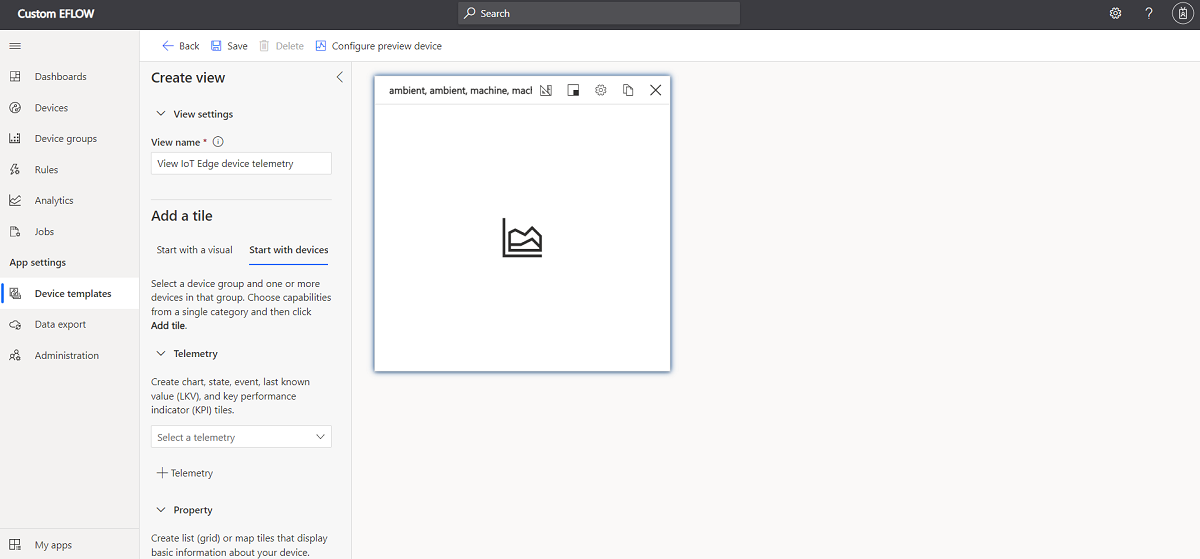 Custom EFLOW
Search
?
Back
Save
Delete
Configure preview device
Dashboards
Devices
Device groups
Rules
Analytics
Jobs
App settings
Device templates
Data export
Administration
My apps
Create view
View settings
View name *
View IoT Edge device telemetry
Add a tile
Start with a visual
Start with devices
Select a device group and one or more
devices in that group. Choose capabilities
from a single category and then click
Add tile.
Telemetry
Create chart, state, event, last known
value (LKV), and key performance
indicator (KPI) tiles.
Select a telemetry
Telemetry
Property
Create list (grid) or map tiles that display
basic information about your device.
ambient, ambient, machine, macl